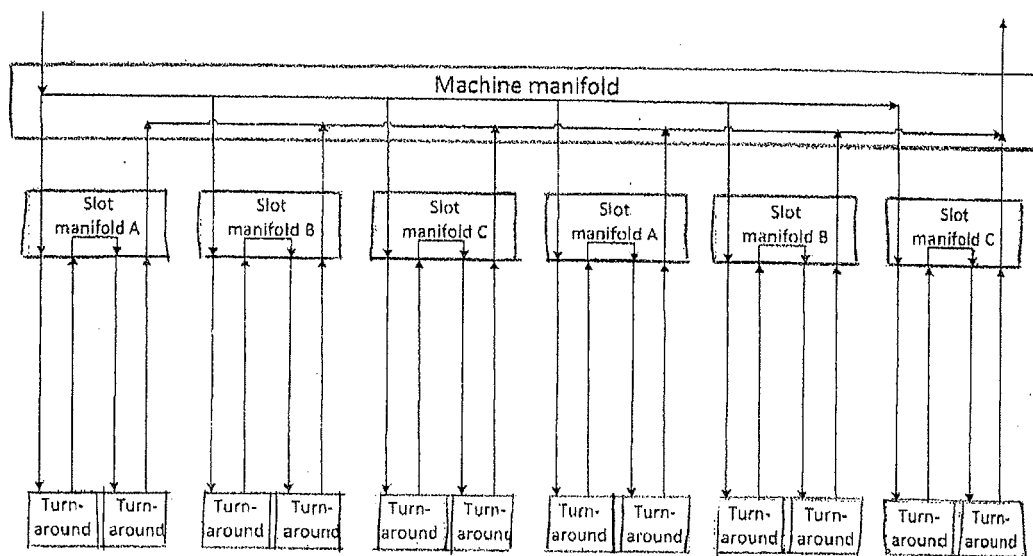 Machine manifold
Slot
manifold A
Slot
manifold B
Slot
manifold C
Slot
manifold A
Slot
manifold B
Slot
manifold C
Turn-
around
Turn-
around
Turn-
around
Turn-
around
Turn-
around
Turn-
around
Turn-
around
Turn-
around
Turn-
around
Turn-
around
Turn-
around
Turn-
around